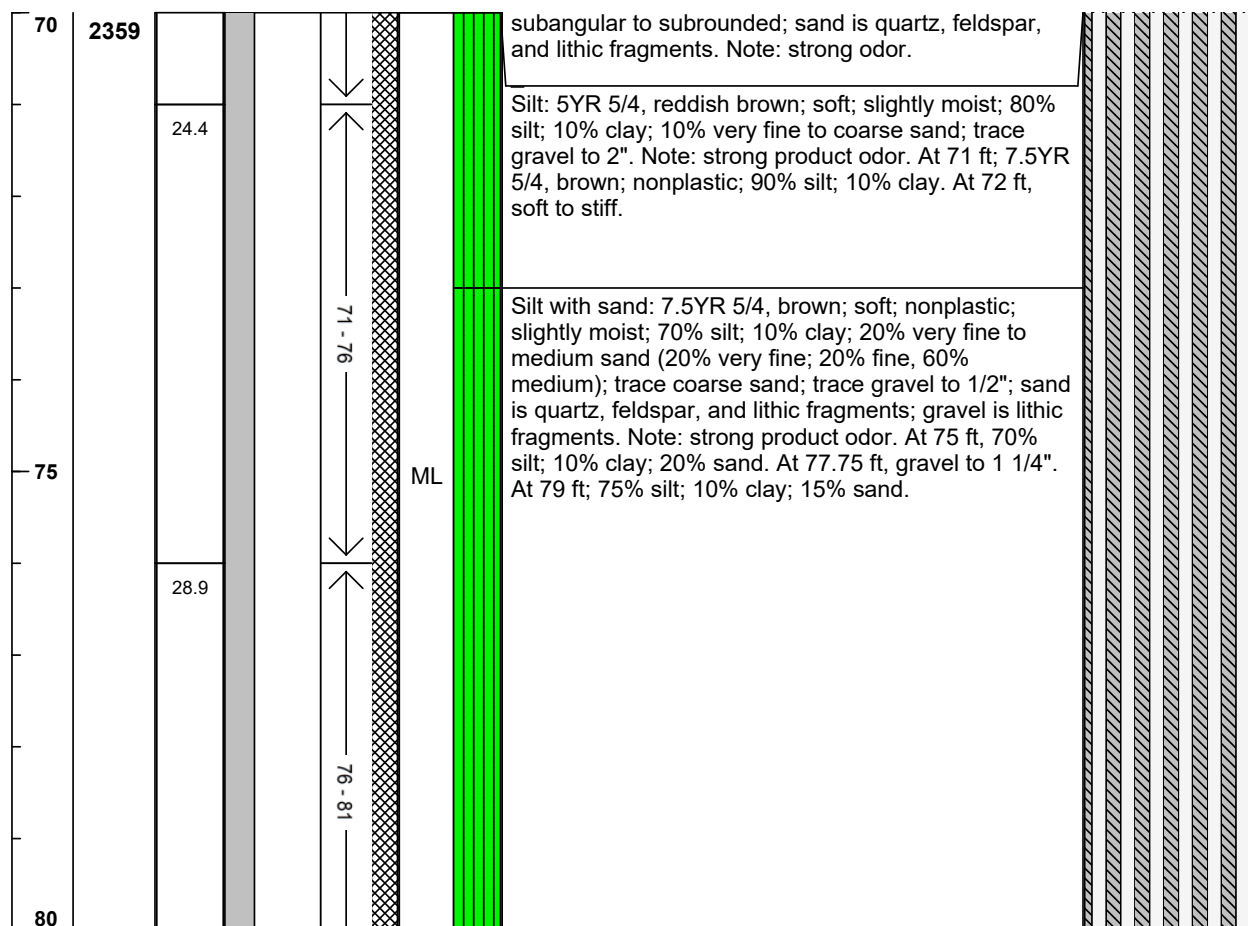 70
2359
subangular to subrounded; sand is quartz, feldspar,
and lithic fragments. Note: strong odor.
24.4
Silt: 5YR 5/4, reddish brown; soft; slightly moist; 80%
silt; 10% clay; 10% very fine to coarse sand; trace
gravel to 2". Note: strong product odor. At 71 ft; 7.5YR
5/4, brown; nonplastic; 90% silt; 10% clay. At 72 ft,
soft to stiff.
71 - 76
Silt with sand: 7.5YR 5/4, brown; soft; nonplastic;
slightly moist; 70% silt; 10% clay; 20% very fine to
medium sand (20% very fine; 20% fine, 60%
medium); trace coarse sand; trace gravel to 1/2"; sand
is quartz, feldspar, and lithic fragments; gravel is lithic
fragments. Note: strong product odor. At 75 ft, 70%
silt; 10% clay; 20% sand. At 77.75 ft, gravel to 1 1/4".
At 79 ft; 75% silt; 10% clay; 15% sand.
75
ML
28.9
76 - 81
80